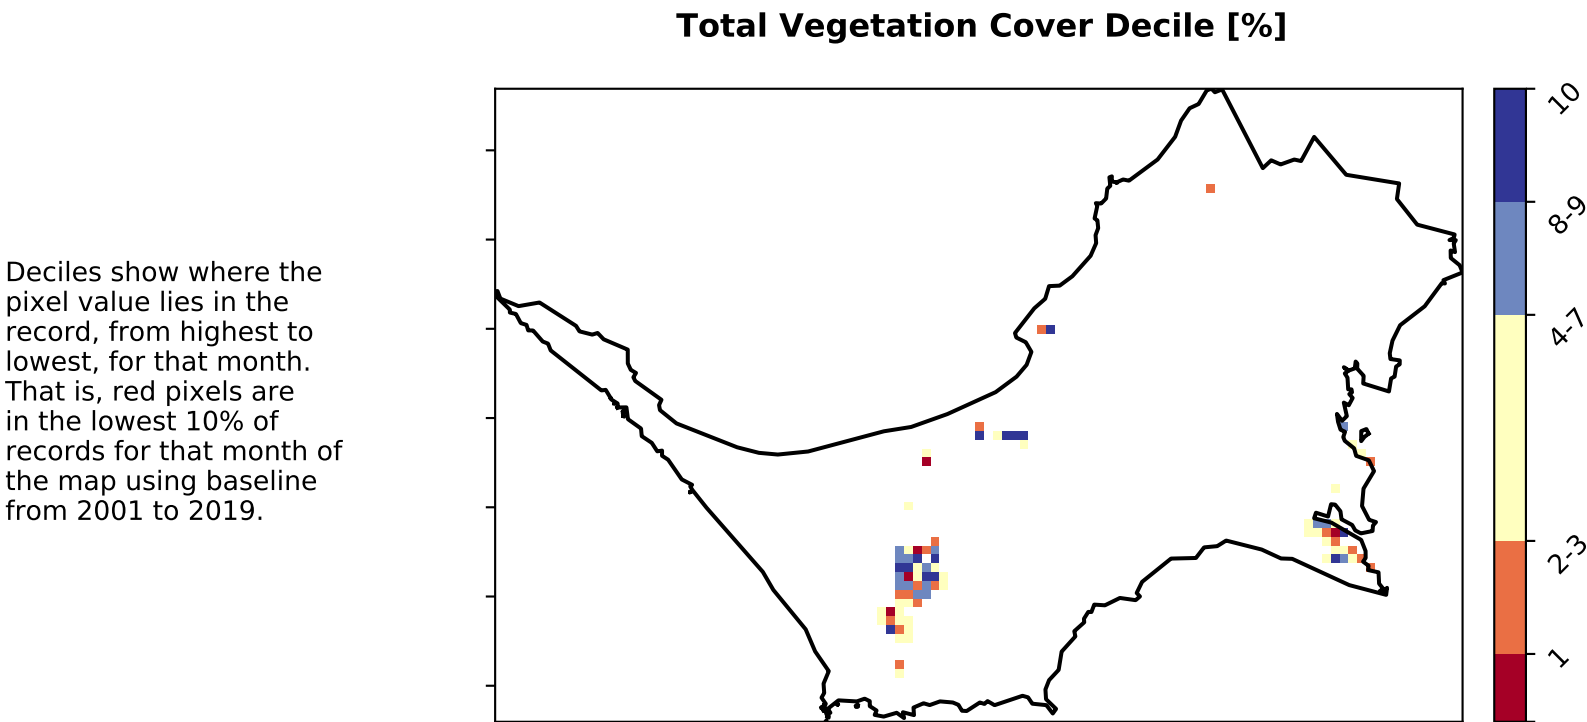 Total Vegetation Cover Decile [%]
Deciles show where the
pixel value lies in the
record, from highest to
lowest, for that month.
That is, red pixels are
in the lowest 10% of
records for that month of
the map using baseline
from 2001 to 2019.
10
8-9
4-7
2-3
1